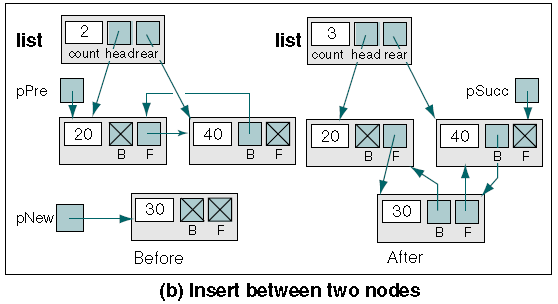 list 2 count head rear
pPre
20 B F 40 B F
pNew 30 B F
Before
list 3 count head rear
pSucc
20 B F 40 B F
30 B F
After
(b) Insert between two nodes